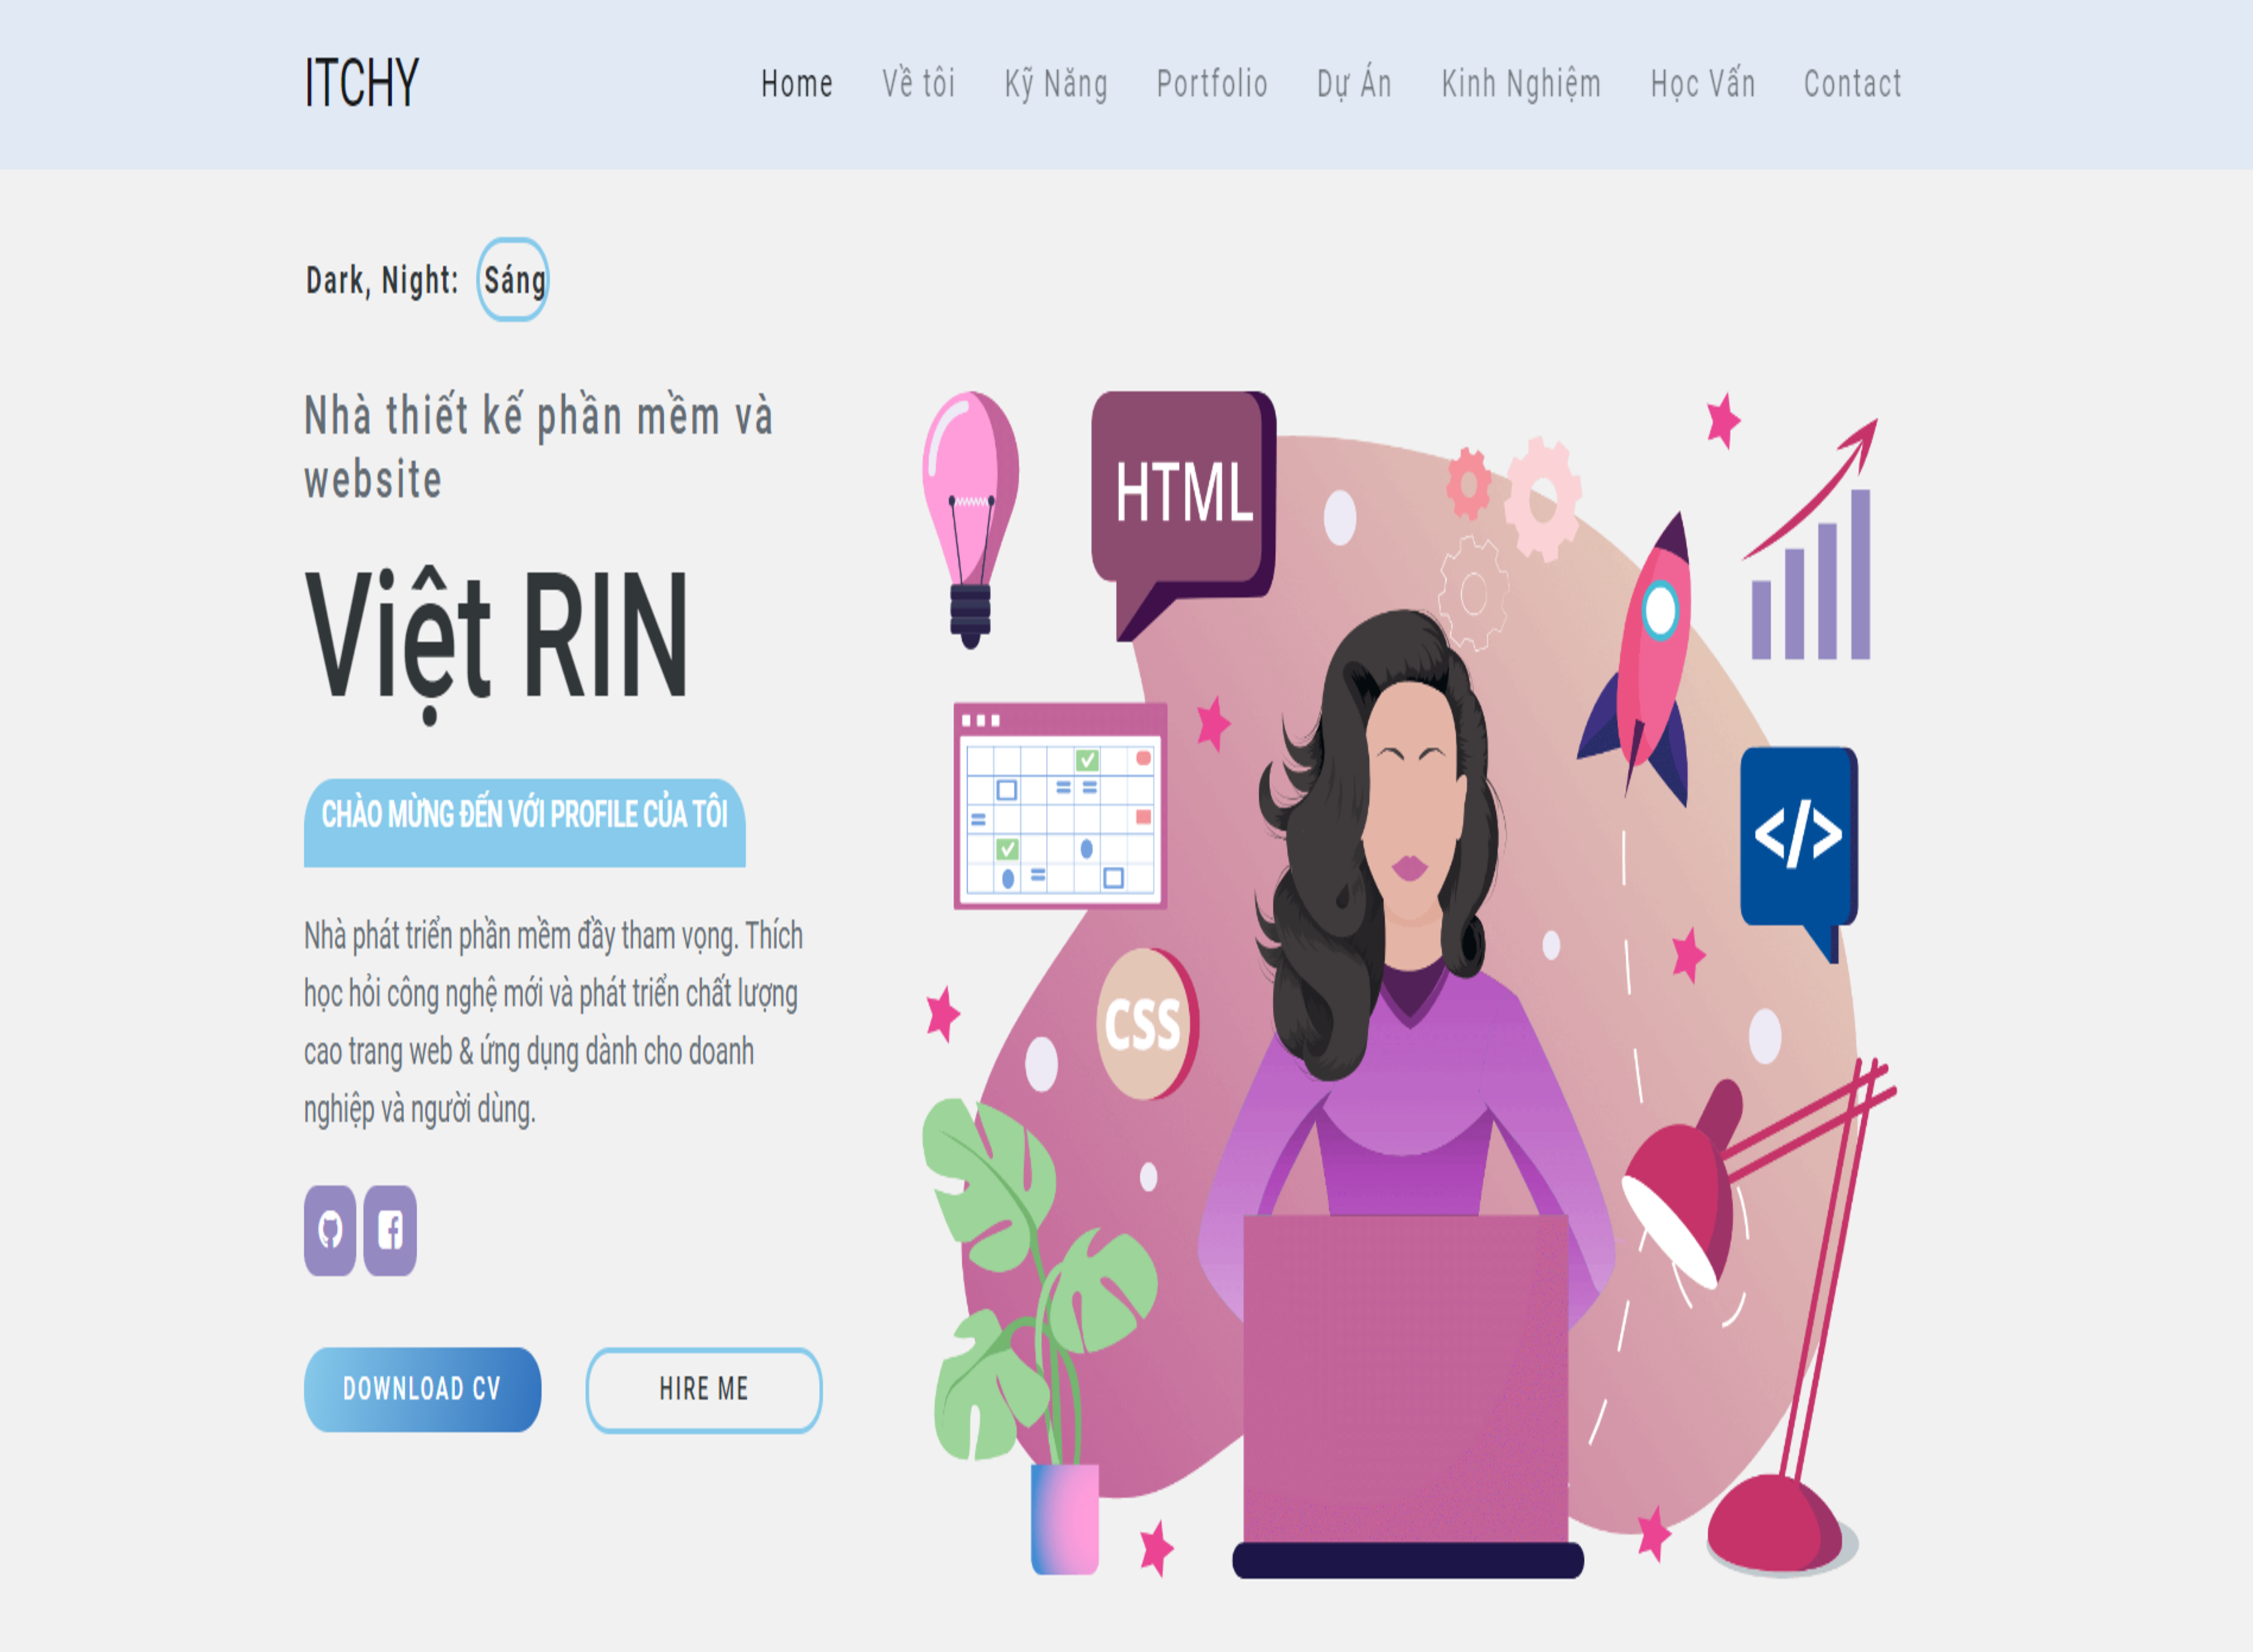 ITCHY
Home Về tôi Kỹ Năng Portfolio Dự Án Kinh Nghiệm Học Vấn Contact
Dark, Night: Sáng
Nhà thiết kế phần mềm và
website
Việt RIN
CHÀO MỪNG ĐẾN VỚI PROFILE CỦA TÔI
Nhà phát triển phần mềm đầy tham vọng. Thích
học hỏi công nghệ mới và phát triển chất lượng
cao trang web & ứng dụng dành cho doanh
nghiệp và người dùng.
DOWNLOAD CV HIRE ME
HTML
</>
CSS